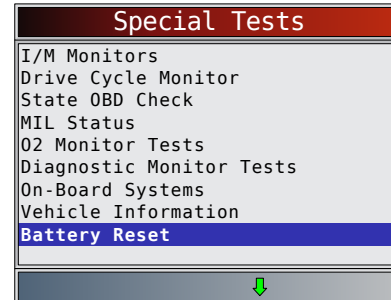 Special Tests
I/M Monitors
Drive Cycle Monitor
State OBD Check
MIL Status
O2 Monitor Tests
Diagnostic Monitor Tests
On-Board Systems
Vehicle Information
Battery Reset